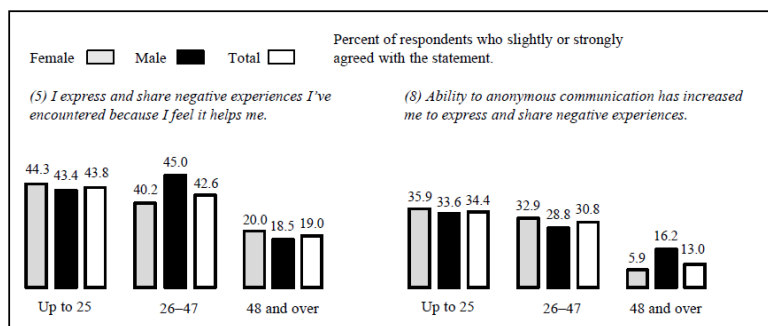 Percent of respondents who slightly or strongly
Female Male Total agreed with the statement.
(5) I express and share negative experiences I've
encountered because I feel it helps me.
44.3 43.4 43.8
40.2 45.0 42.6
20.0 18.5 19.0
Up to 25 26–47 48 and over
(8) Ability to anonymous communication has increased
me to express and share negative experiences.
35.9 33.6 34.4
32.9 28.8 30.8
5.9 16.2 13.0
Up to 25 26–47 48 and over